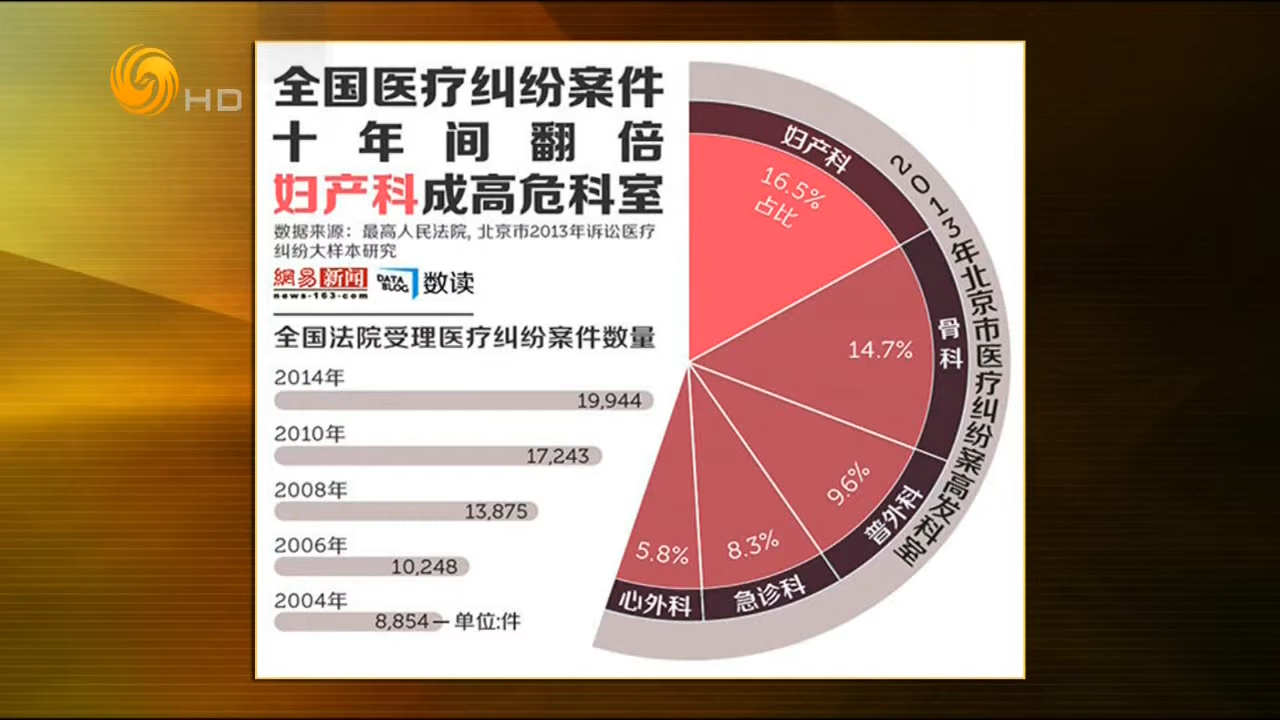 HD
全国医疗纠纷案件
十年间翻倍
妇产科成高危科室
数据来源：最高人民法院, 北京市2013年诉讼医疗
纠纷大样本研究
網易新闻
news·163·com
DATA
BLOG
数读
全国法院受理医疗纠纷案件数量
2014年
19,944
2010年
17,243
2008年
13,875
2006年
10,248
2004年
8,854 — 单位:件
2013年北京市医疗纠纷案高发科室
妇产科
16.5%
占比
骨科
14.7%
普外科
9.6%
急诊科
8.3%
心外科
5.8%